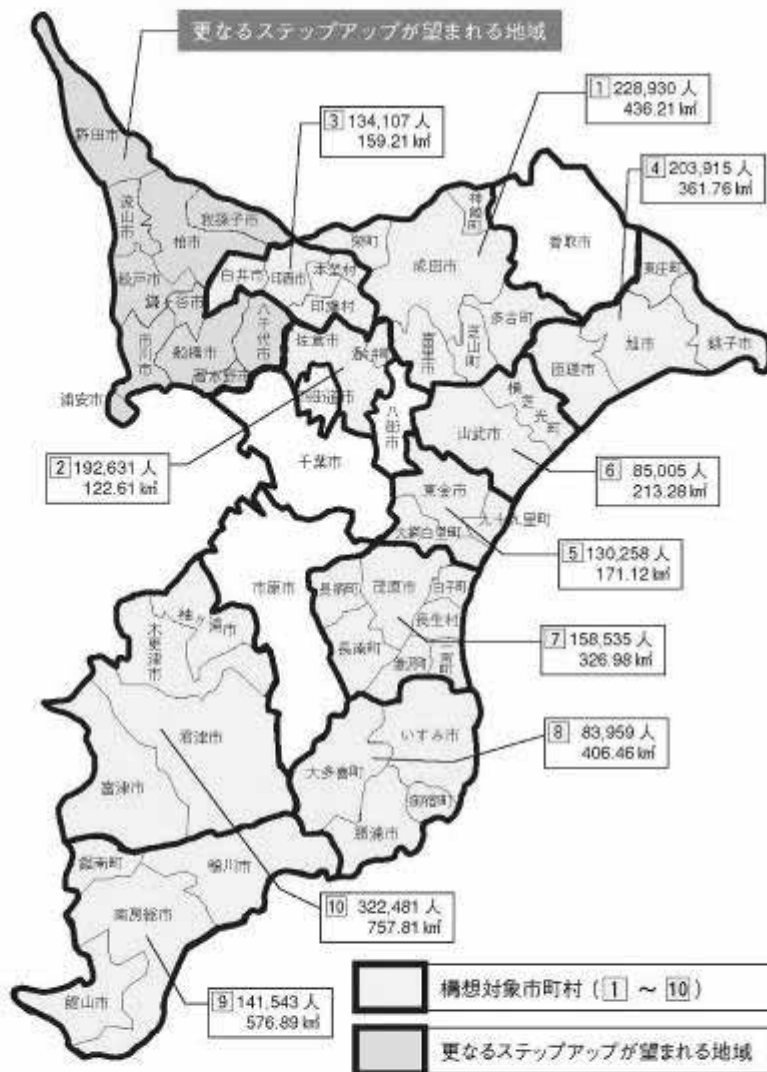 更なるステップアップが望まれる地域
1 228,930 人
436.21 ㎢
3 134,107 人
159.21 ㎢
4 203,915 人
361.76 ㎢
野田市
流山市
柏市
我孫子市
松戸市
鎌ヶ谷市
市川市
船橋市
八千代市
習志野市
浦安市
白井市
印西市
本埜村
印旛村
栄町
成田市
神崎町
香取市
多古町
芝山町
富里市
東庄町
旭市
銚子市
匝瑳市
佐倉市
酒々井町
四街道市
八街市
千葉市
横芝光町
山武市
2 192,631 人
122.61 ㎢
6 85,005 人
213.28 ㎢
東金市
九十九里町
大網白里町
5 130,258 人
171.12 ㎢
市原市
長柄町
茂原市
白子町
長生村
長南町
睦沢町
一宮町
7 158,535 人
326.98 ㎢
袖ヶ浦市
木更津市
君津市
富津市
いすみ市
大多喜町
御宿町
勝浦市
8 83,959 人
406.46 ㎢
鋸南町
鴨川市
南房総市
館山市
10 322,481 人
757.81 ㎢
9 141,543 人
576.89 ㎢
構想対象市町村（1 ～ 10）
更なるステップアップが望まれる地域